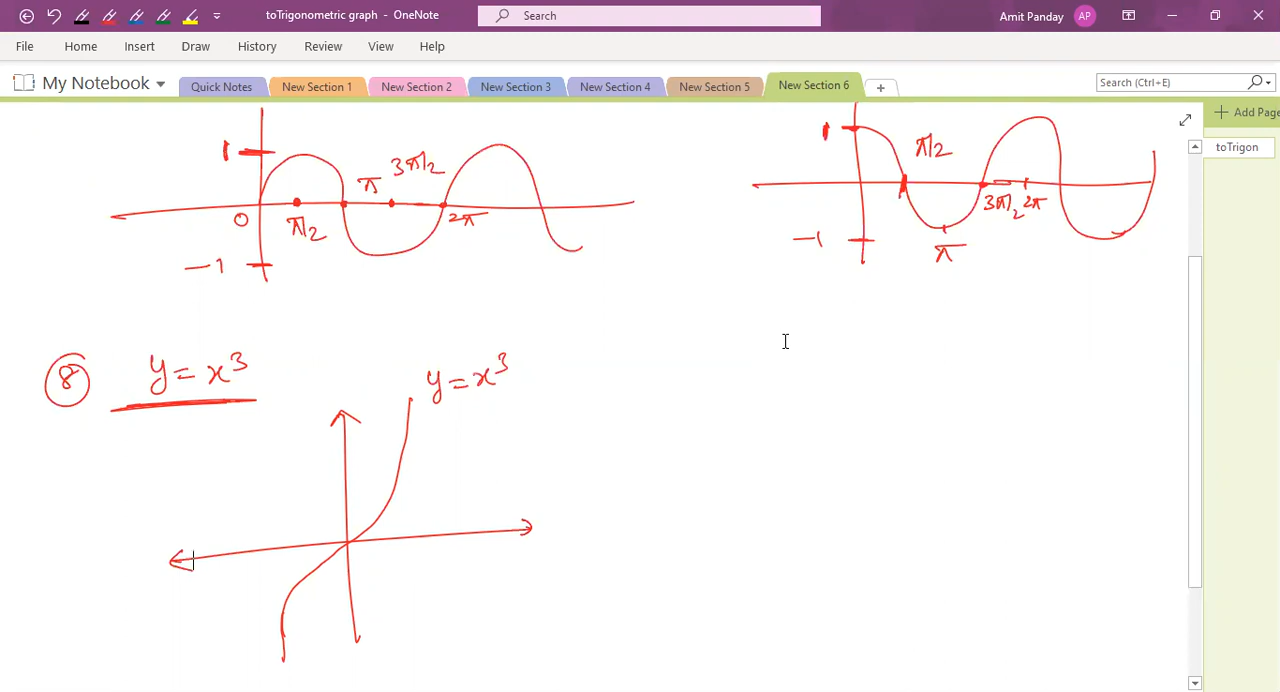 toTrigonometric graph - OneNote
Search
Amit Panday AP
File Home Insert Draw History Review View Help
My Notebook Quick Notes New Section 1 New Section 2 New Section 3 New Section 4 New Section 5 New Section 6 Search (Ctrl+E)
Add Page
toTrigon
1 π 3π/2
0 π/2 2π
-1
1 π/2
3π/2 2π
-1 π
⑧ y = x³
y = x³